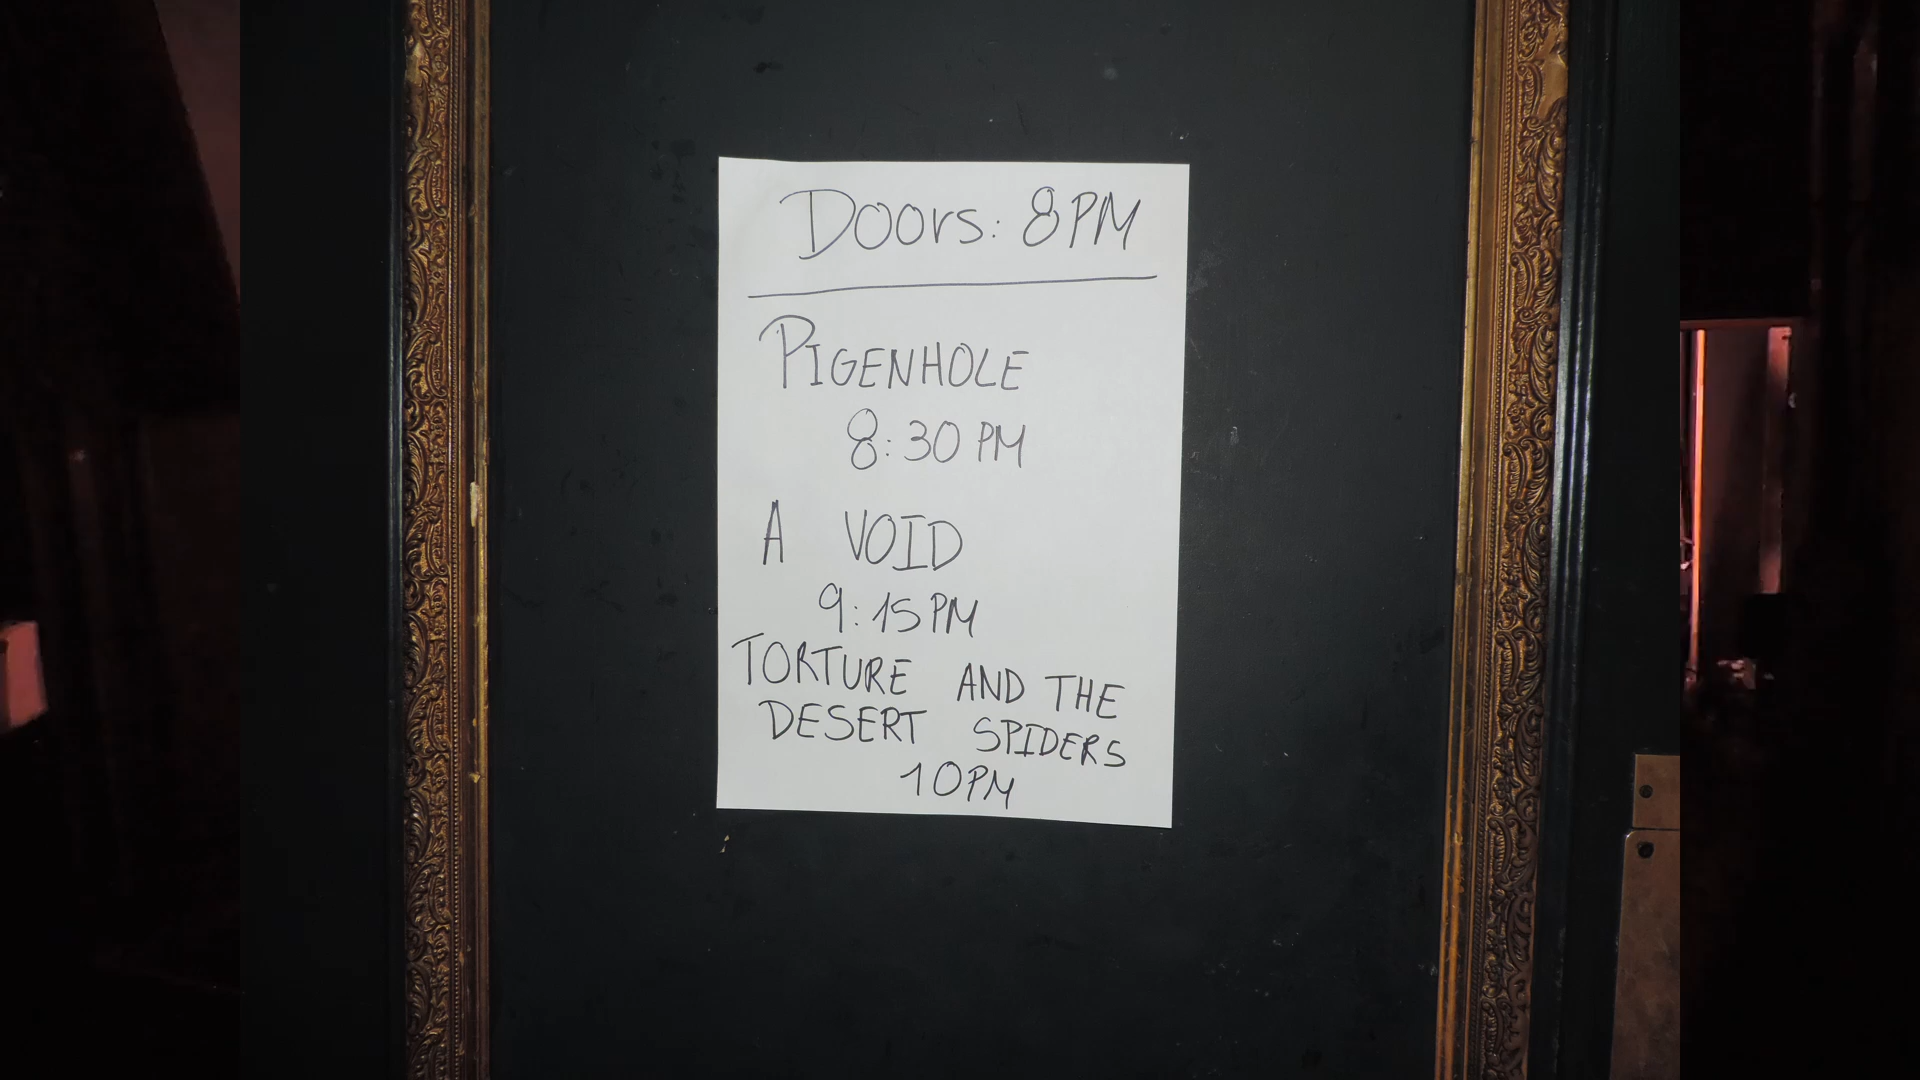 Doors: 8PM
PIGENHOLE
8:30 PM
A VOID
9:15PM
TORTURE AND THE
DESERT SPIDERS
10PM